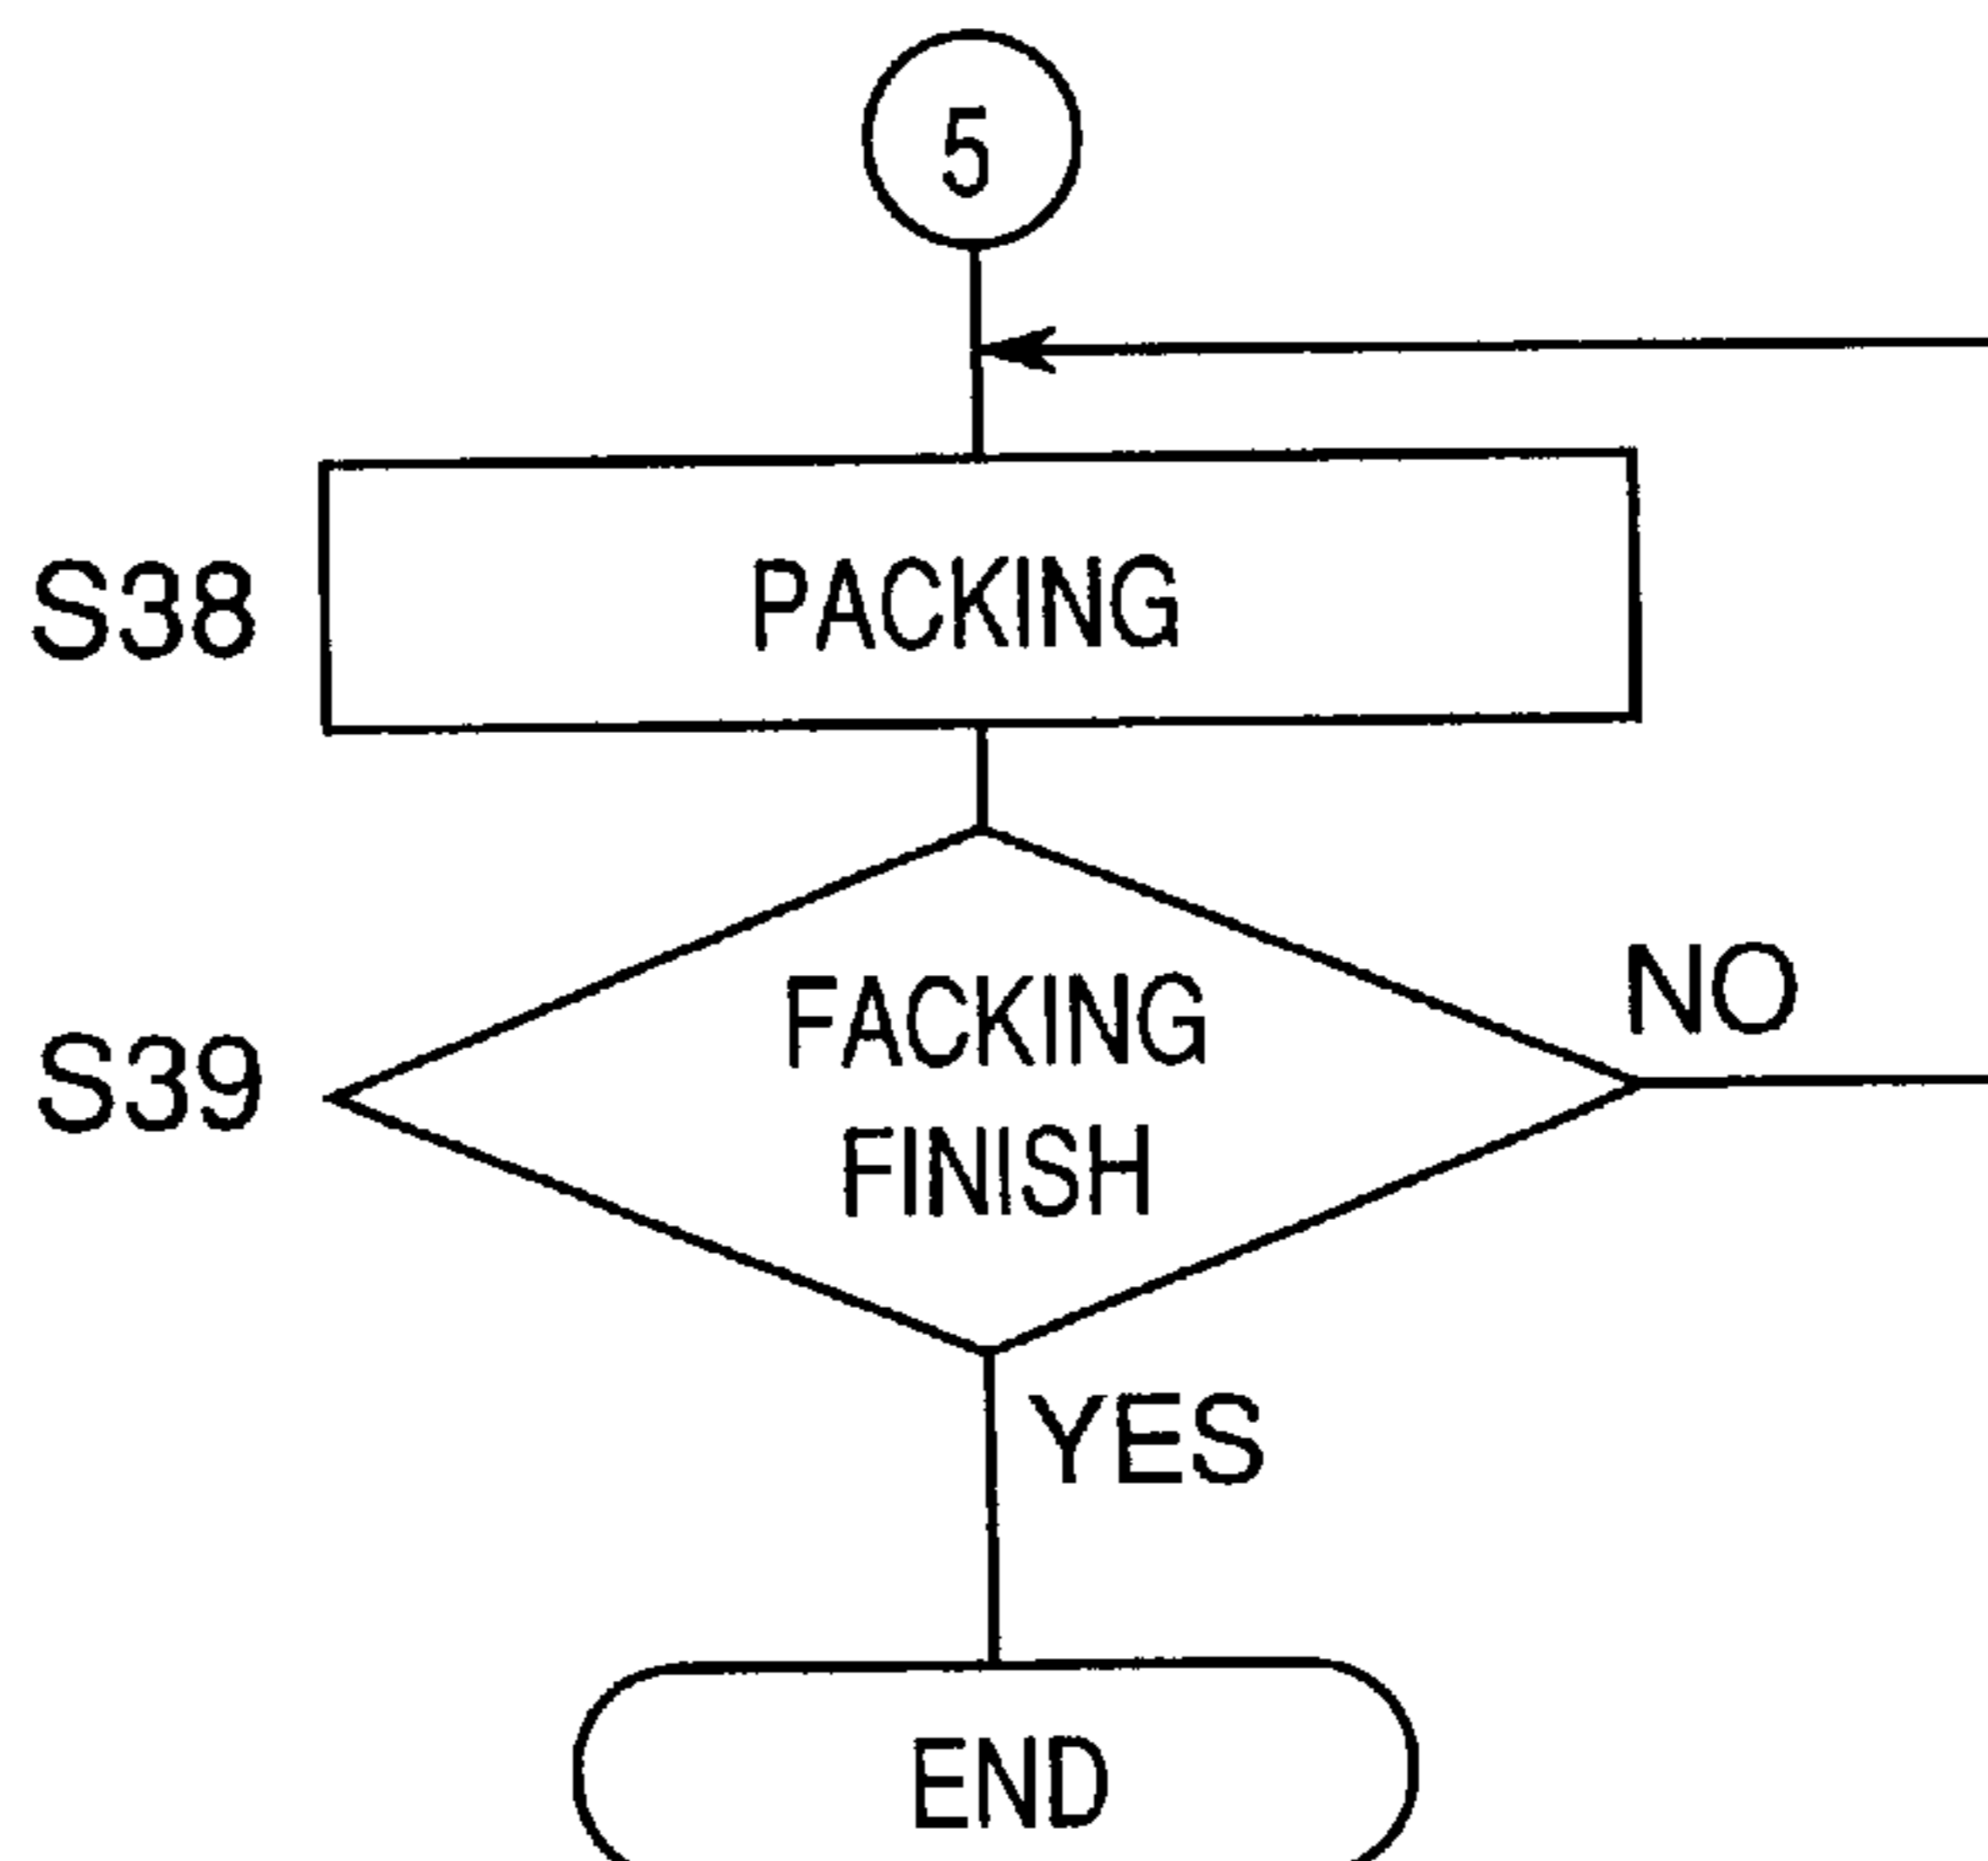 5
S38
PACKING
S39
FACKING
FINISH
NO
YES
END